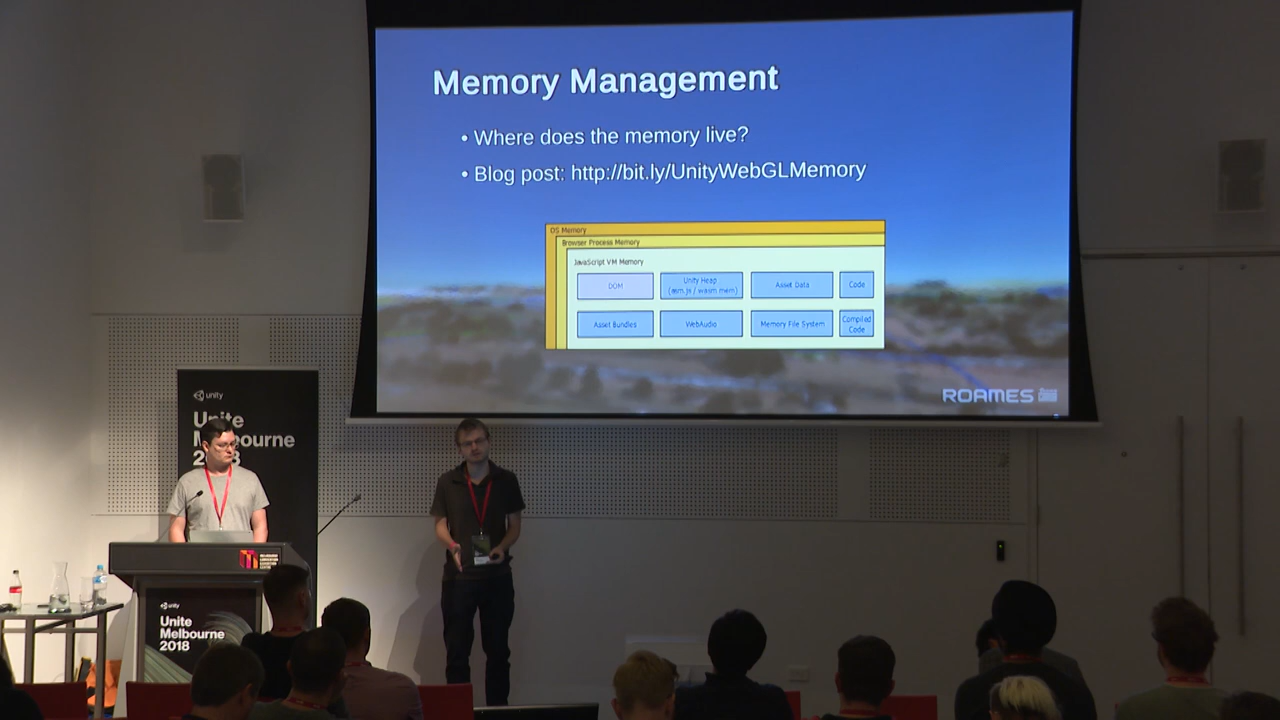 Memory Management
• Where does the memory live?
• Blog post: http://bit.ly/UnityWebGLMemory
OS Memory
Browser Process Memory
JavaScript VM Memory
DOM
Unity Heap
(asm.js / wasm mem)
Asset Data
Code
Asset Bundles
WebAudio
Memory File System
Compiled
Code
ROAMES
unity
Unite
Melbourne
unity
Unite
Melbourne
2018